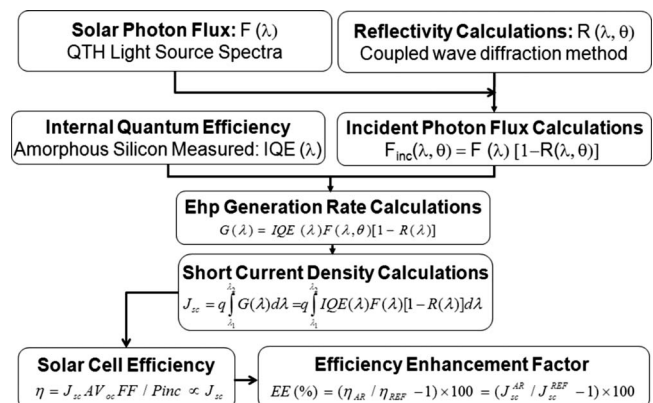 Solar Photon Flux: F (λ)
QTH Light Source Spectra
Reflectivity Calculations: R (λ, θ)
Coupled wave diffraction method
Internal Quantum Efficiency
Amorphous Silicon Measured: IQE (λ)
Incident Photon Flux Calculations
F_inc(λ, θ) = F (λ) [1–R(λ, θ)]
Ehp Generation Rate Calculations
G(λ) = IQE (λ)F(λ,θ)[1 − R(λ)]
Short Current Density Calculations
J_sc = q∫_{λ₁}^{λ₂} G(λ)dλ = q∫_{λ₁}^{λ₂} IQE(λ)F(λ)[1−R(λ)]dλ
Solar Cell Efficiency
η = J_sc AV_oc FF / Pinc ∝ J_sc
Efficiency Enhancement Factor
EE(%) = (η_AR / η_REF −1)×100 = (J_sc^AR / J_sc^REF −1)×100